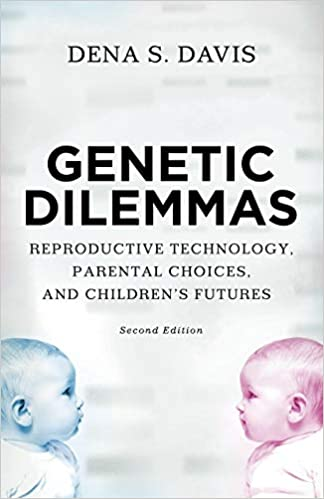 DENA S. DAVIS
GENETIC
DILEMMAS
REPRODUCTIVE TECHNOLOGY,
PARENTAL CHOICES,
AND CHILDREN'S FUTURES
Second Edition